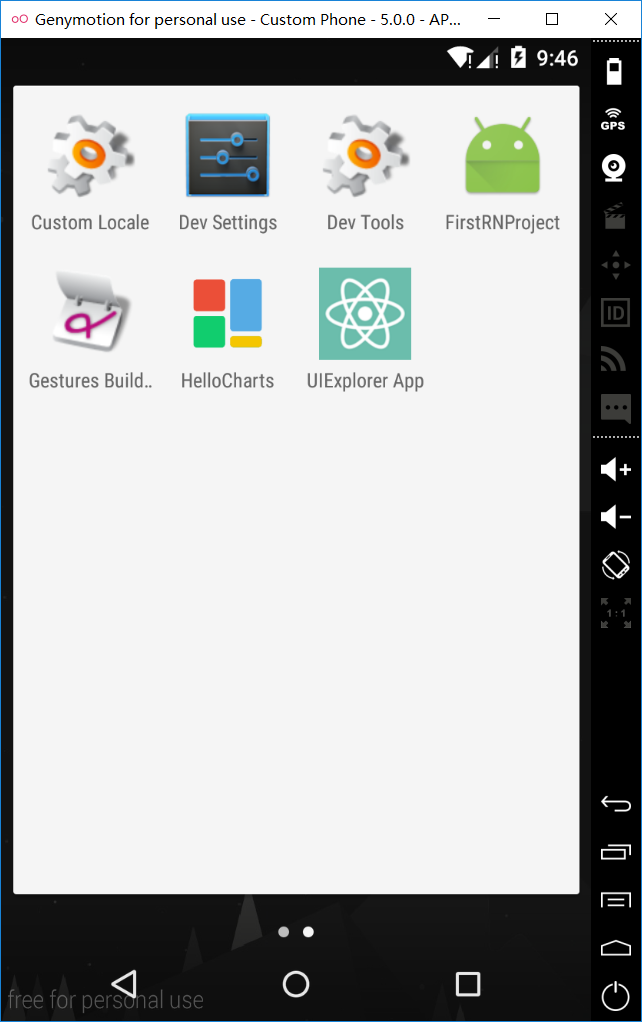 Genymotion for personal use - Custom Phone - 5.0.0 - AP...
9:46
GPS
Custom Locale
Dev Settings
Dev Tools
FirstRNProject
ID
Gestures Build..
HelloCharts
UIExplorer App
1:1
free for personal use